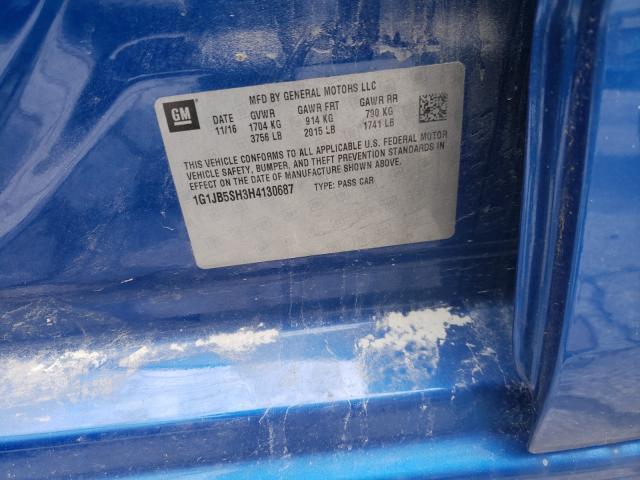 GM
MFD BY GENERAL MOTORS LLC
DATE GVWR GAWR FRT GAWR RR
11/16 1704 KG 914 KG 790 KG
3756 LB 2015 LB 1741 LB
THIS VEHICLE CONFORMS TO ALL APPLICABLE U.S. FEDERAL MOTOR
VEHICLE SAFETY, BUMPER, AND THEFT PREVENTION STANDARDS IN
EFFECT ON THE DATE OF MANUFACTURE SHOWN ABOVE.
1G1JB5SH3H4130687 TYPE: PASS CAR